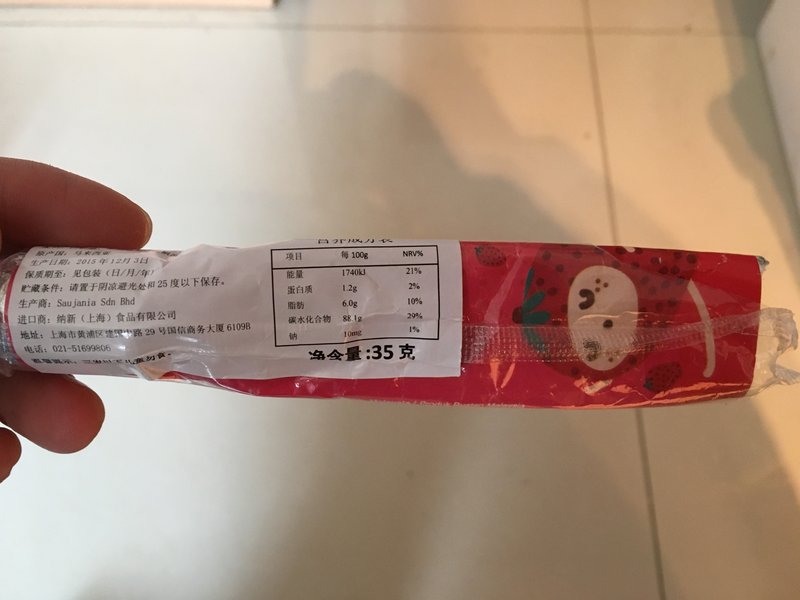 原产国：马来西亚
生产日期：2015年12月3日
保质期至：见包装（日/月/年）
贮藏条件：请置于阴凉避光处和25度以下保存。
生产商：Saujania Sdn Bhd
进口商：纳新（上海）食品有限公司
地址：上海市黄浦区建国中路29号国信商务大厦6109B
电话：021-51699806
营养成分表
项目 每100g NRV%
能量 1740kJ 21%
蛋白质 1.2g 2%
脂肪 6.0g 10%
碳水化合物 88.1g 29%
钠 10mg 1%
净含量:35克